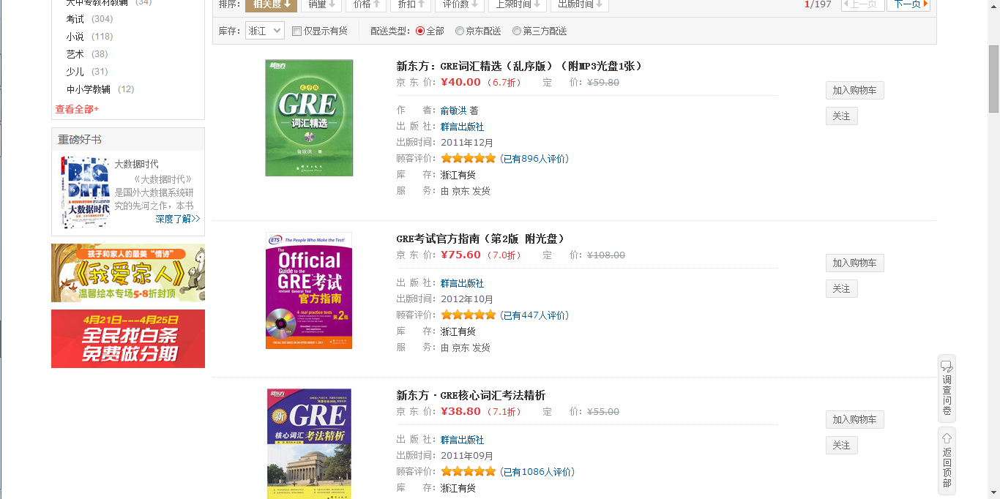 大中专教材教辅 (34)
考试 (304)
小说 (118)
艺术 (38)
少儿 (31)
中小学教辅 (12)
查看全部+
重磅好书
BIG DATA
大数据时代
大数据时代
《大数据时代》
是国外大数据系统研
究的先河之作，本书
深度了解>>
孩子和家人的最美“情诗”
《我爱家人》
温馨绘本专场5-8折封顶
4月21日---4月25日
全民找白条
免费做分期
排序： 相关度 销量 价格 折扣 评价数 上架时间 出版时间 1/197 上一页 下一页
库存： 浙江 仅显示有货 配送类型： 全部 京东配送 第三方配送
新东方
乱序版
GRE
词汇精选
俞敏洪 著
新东方：GRE词汇精选（乱序版）（附MP3光盘1张）
京 东 价：¥40.00 （6.7折） 定 价：¥59.80
作 者：俞敏洪 著
出 版 社：群言出版社
出版时间：2011年12月
顾客评价： (已有896人评价)
库 存：浙江有货
服 务：由 京东 发货
加入购物车
关注
ETS The People Who Make the Test!
The
Official
Guide to the
GRE考试
revised General Test
官方指南
4 real practice tests
第2版
GRE考试官方指南（第2版 附光盘）
京 东 价：¥75.60 （7.0折） 定 价：¥108.00
出 版 社：群言出版社
出版时间：2012年10月
顾客评价： (已有447人评价)
库 存：浙江有货
服 务：由 京东 发货
加入购物车
关注
新东方
新 GRE
核心词汇考法精析
新东方·GRE核心词汇考法精析
京 东 价：¥38.80 （7.1折） 定 价：¥55.00
出 版 社：群言出版社
出版时间：2011年09月
顾客评价： (已有1086人评价)
库 存：浙江有货
加入购物车
关注
调查问卷
返回顶部